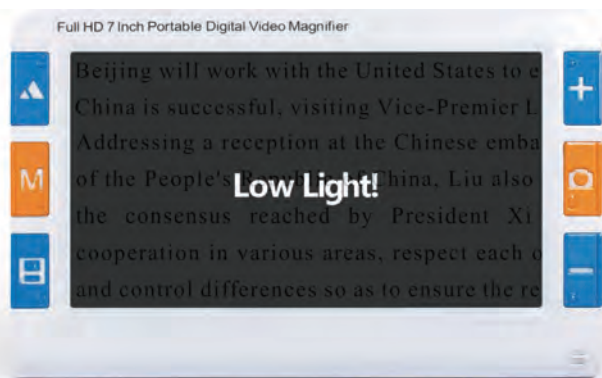 Full HD 7 Inch Portable Digital Video Magnifier
Beijing will work with the United States to e
China is successful, visiting Vice-Premier L
Addressing a reception at the Chinese emba
of the People's Republic of China, Liu also
Low Light!
the consensus reached by President Xi
cooperation in various areas, respect each o
and control differences so as to ensure the re
M